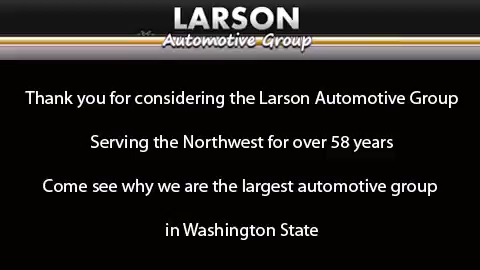 LARSON
Automotive Group
Thank you for considering the Larson Automotive Group
Serving the Northwest for over 58 years
Come see why we are the largest automotive group
in Washington State